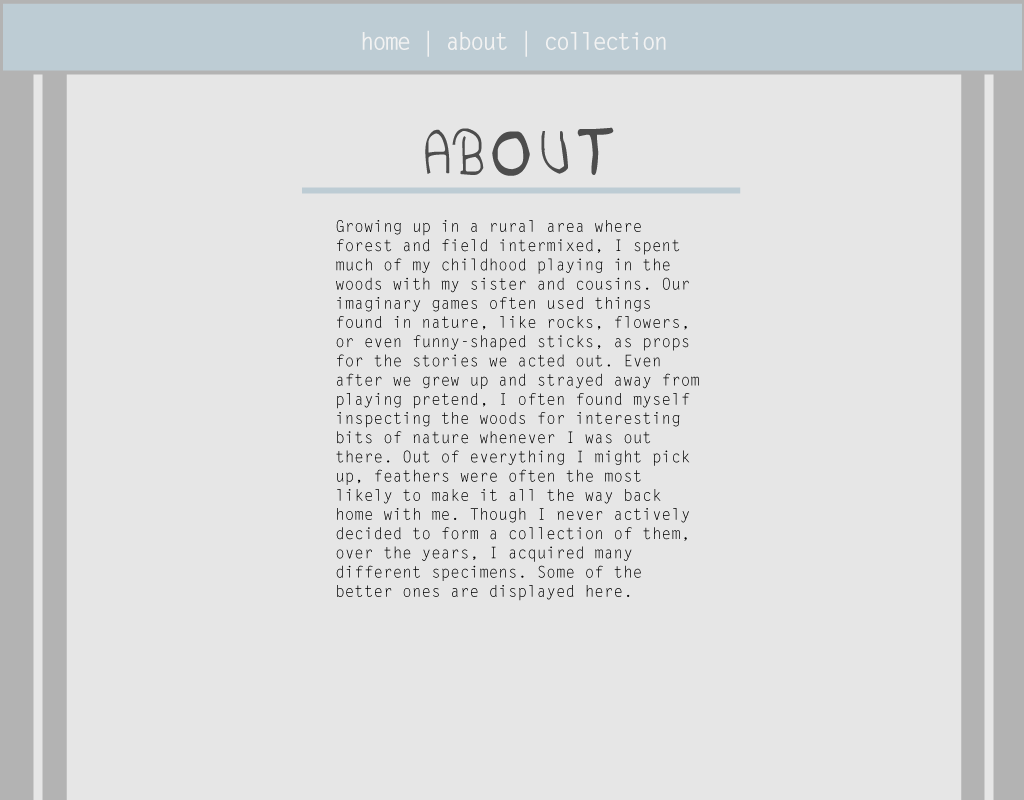 home | about | collection
ABOUT
Growing up in a rural area where
forest and field intermixed, I spent
much of my childhood playing in the
woods with my sister and cousins. Our
imaginary games often used things
found in nature, like rocks, flowers,
or even funny-shaped sticks, as props
for the stories we acted out. Even
after we grew up and strayed away from
playing pretend, I often found myself
inspecting the woods for interesting
bits of nature whenever I was out
there. Out of everything I might pick
up, feathers were often the most
likely to make it all the way back
home with me. Though I never actively
decided to form a collection of them,
over the years, I acquired many
different specimens. Some of the
better ones are displayed here.